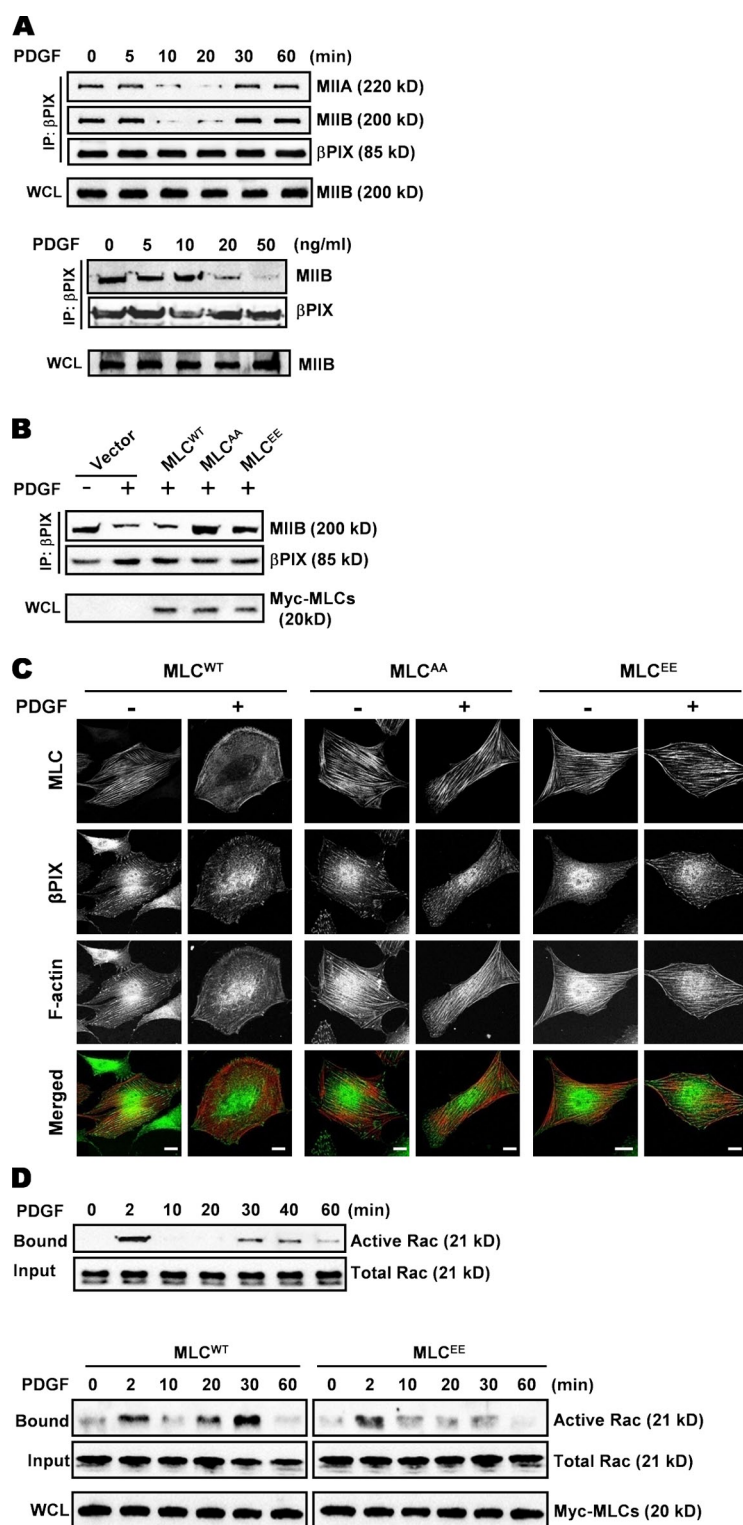 A
PDGF 0 5 10 20 30 60 (min)
IP: βPIX
MIIA (220 kD)
MIIB (200 kD)
βPIX (85 kD)
WCL MIIB (200 kD)
PDGF 0 5 10 20 50 (ng/ml)
IP: βPIX
MIIB
βPIX
WCL MIIB
B
Vector MLCWT MLCAA MLCEE
PDGF - + + + +
IP: βPIX
MIIB (200 kD)
βPIX (85 kD)
WCL Myc-MLCs
(20kD)
C
MLCWT MLCAA MLCEE
PDGF - + - + - +
MLC
βPIX
F-actin
Merged
D
PDGF 0 2 10 20 30 40 60 (min)
Bound Active Rac (21 kD)
Input Total Rac (21 kD)
MLCWT MLCEE
PDGF 0 2 10 20 30 60 0 2 10 20 30 60 (min)
Bound Active Rac (21 kD)
Input Total Rac (21 kD)
WCL Myc-MLCs (20 kD)